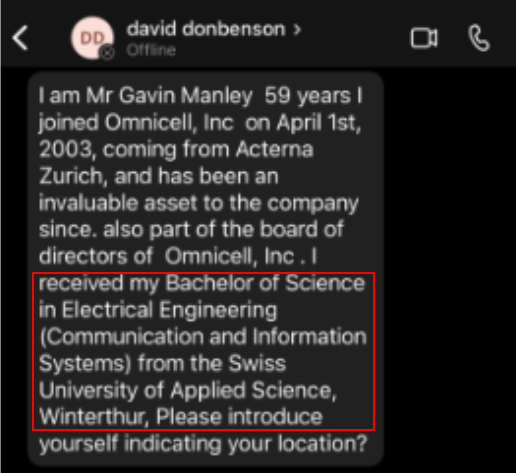 david donbenson >
DD
Offline
I am Mr Gavin Manley 59 years I
joined Omnicell, Inc on April 1st,
2003, coming from Acterna
Zurich, and has been an
invaluable asset to the company
since. also part of the board of
directors of Omnicell, Inc . I
received my Bachelor of Science
in Electrical Engineering
(Communication and Information
Systems) from the Swiss
University of Applied Science,
Winterthur, Please introduce
yourself indicating your location?